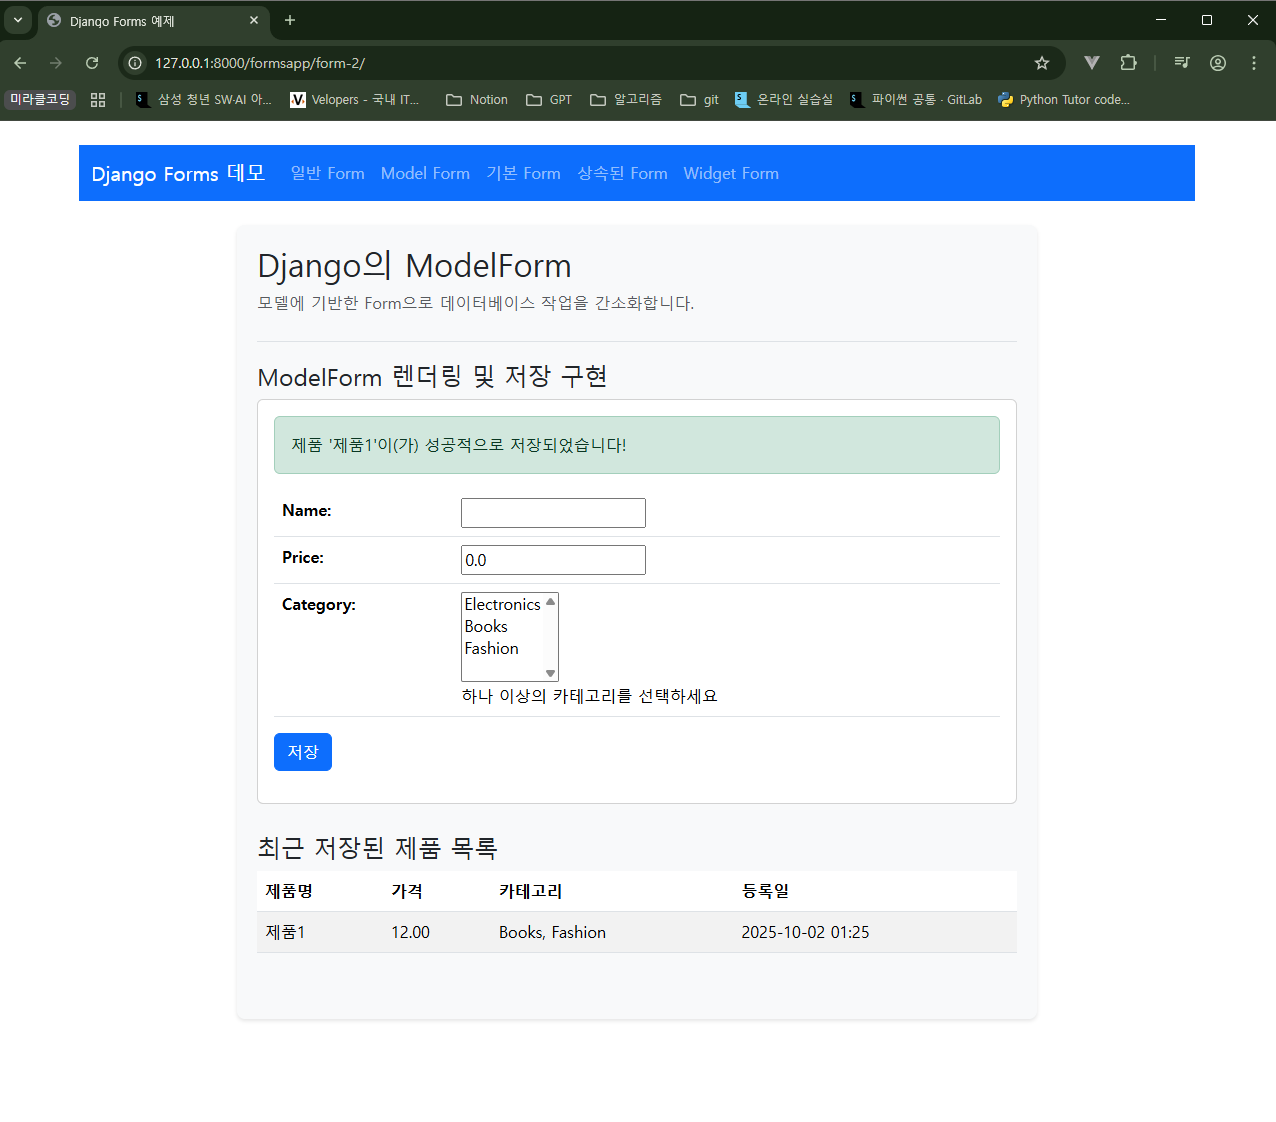 Django Forms 예제
127.0.0.1:8000/formsapp/form-2/
미라클코딩 삼성 청년 SW·AI 아... Velopers - 국내 IT... Notion GPT 알고리즘 git 온라인 실습실 파이썬 공통 · GitLab Python Tutor code...
Django Forms 데모 일반 Form Model Form 기본 Form 상속된 Form Widget Form
Django의 ModelForm
모델에 기반한 Form으로 데이터베이스 작업을 간소화합니다.
ModelForm 렌더링 및 저장 구현
제품 '제품1'이(가) 성공적으로 저장되었습니다!
Name:
Price: 0.0
Category: Electronics
Books
Fashion
하나 이상의 카테고리를 선택하세요
저장
최근 저장된 제품 목록
제품명 가격 카테고리 등록일
제품1 12.00 Books, Fashion 2025-10-02 01:25